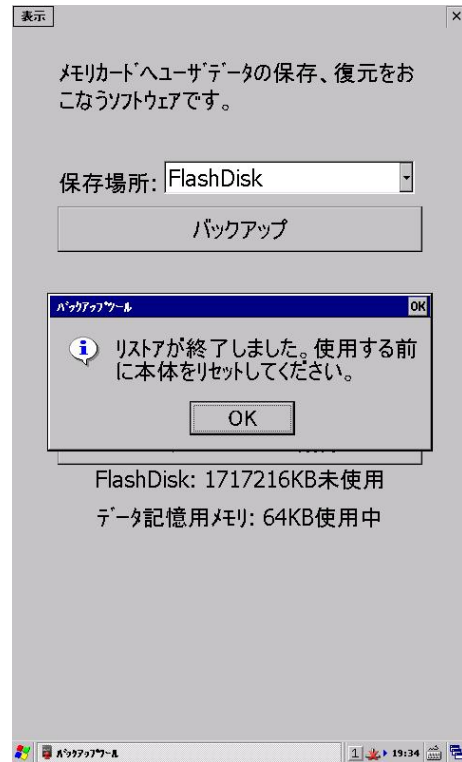 表示
メモリカードへユーザデータの保存、復元をお
こなうソフトウェアです。
保存場所: FlashDisk
バックアップ
バックアップツール OK
リストアが終了しました。使用する前
に本体をリセットしてください。
OK
FlashDisk: 1717216KB未使用
データ記憶用メモリ: 64KB使用中
バックアップツール 1 19:34